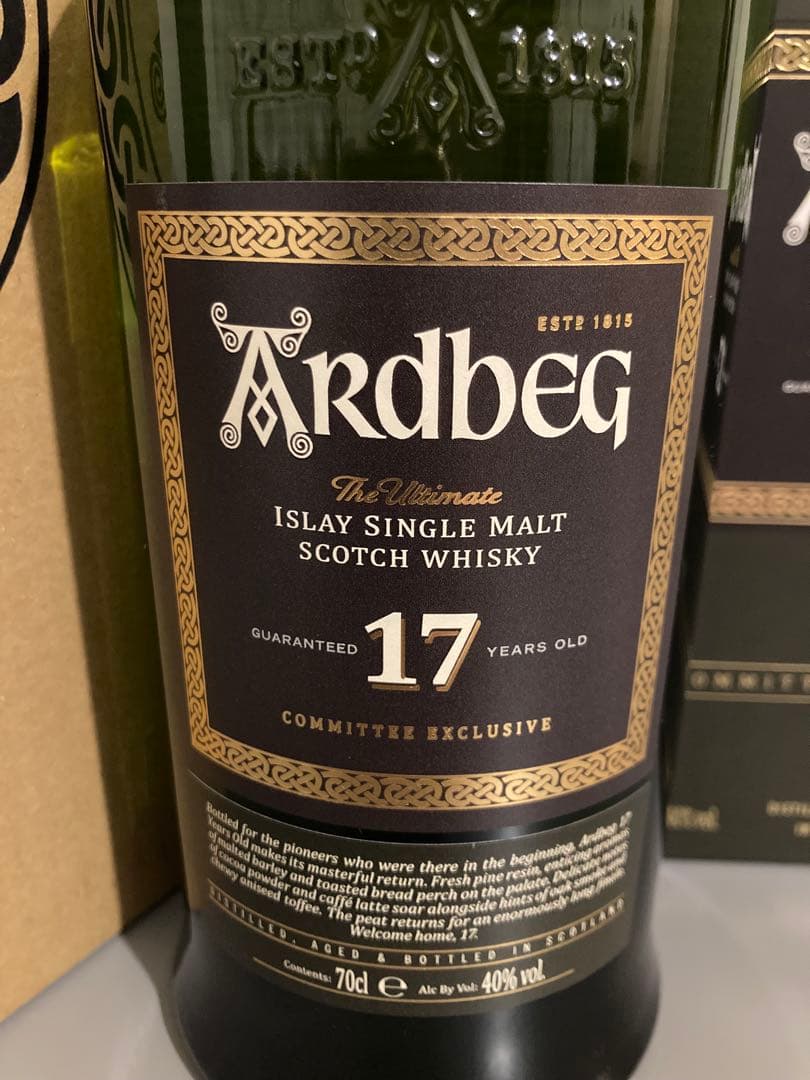 ESTD 1815
ESTD 1815
ARDBEG
The Ultimate
ISLAY SINGLE MALT
SCOTCH WHISKY
GUARANTEED 17 YEARS OLD
COMMITTEE EXCLUSIVE
Bottled for the pioneers who were there in the beginning, Ardbeg 17
Years Old makes its masterful return. Fresh pine resin, enticing aromas
of malted barley and toasted bread perch on the palate. Delicate notes
of cocoa powder and caffé latte soar alongside hints of oak smoke and
chewy aniseed toffee. The peat returns for an enormously long finish.
Welcome home, 17.
DISTILLED, AGED & BOTTLED IN SCOTLAND
Contents: 70cl e Alc By Vol: 40% vol.